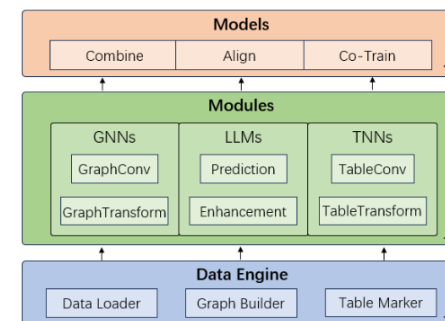 Models
Combine Align Co-Train
Modules
GNNs LLMs TNNs
GraphConv Prediction TableConv
GraphTransform Enhancement TableTransform
Data Engine
Data Loader Graph Builder Table Marker